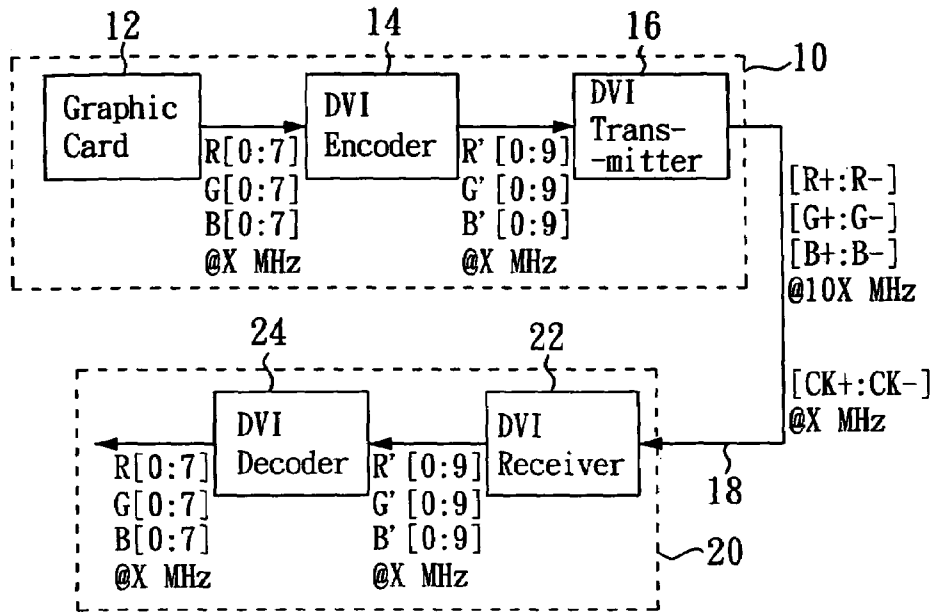 12
14
16
10
Graphic
Card
DVI
Encoder
DVI
Trans-
-mitter
R[0:7]
G[0:7]
B[0:7]
@X MHz
R'[0:9]
G'[0:9]
B'[0:9]
@X MHz
[R+:R-]
[G+:G-]
[B+:B-]
@10X MHz
[CK+:CK-]
@X MHz
18
24
22
DVI
Decoder
DVI
Receiver
R[0:7]
G[0:7]
B[0:7]
@X MHz
R'[0:9]
G'[0:9]
B'[0:9]
@X MHz
20